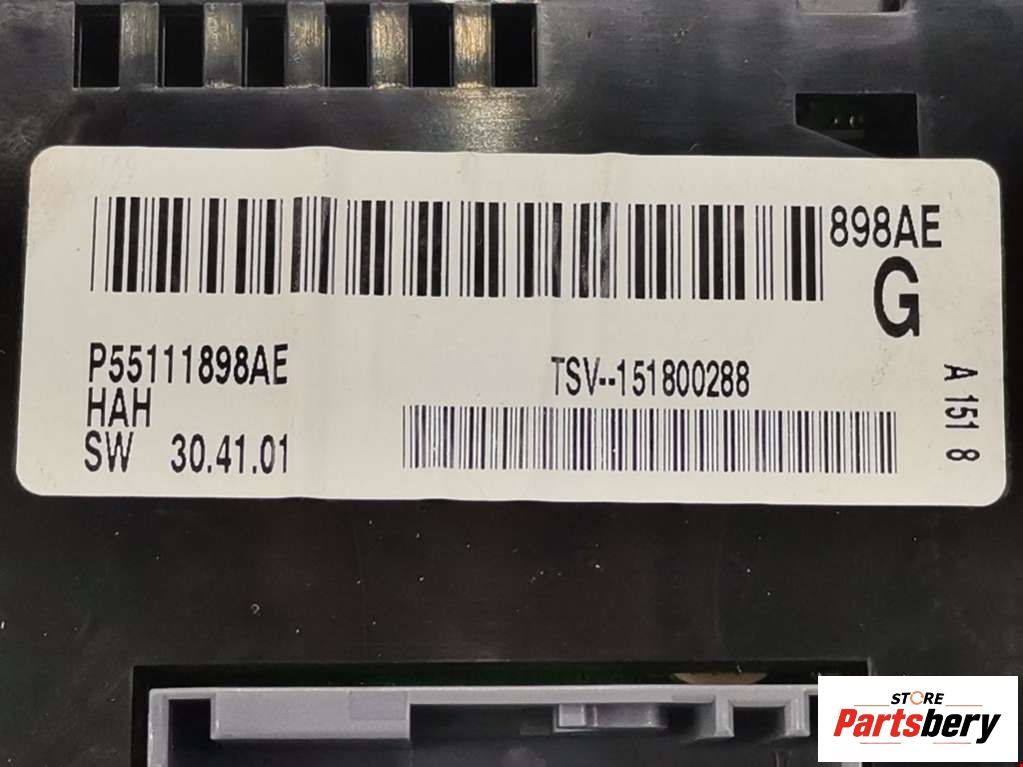 898AE
G
P55111898AE
HAH
SW 30.41.01
TSV--151800288
A 151 8
STORE
Partsbery